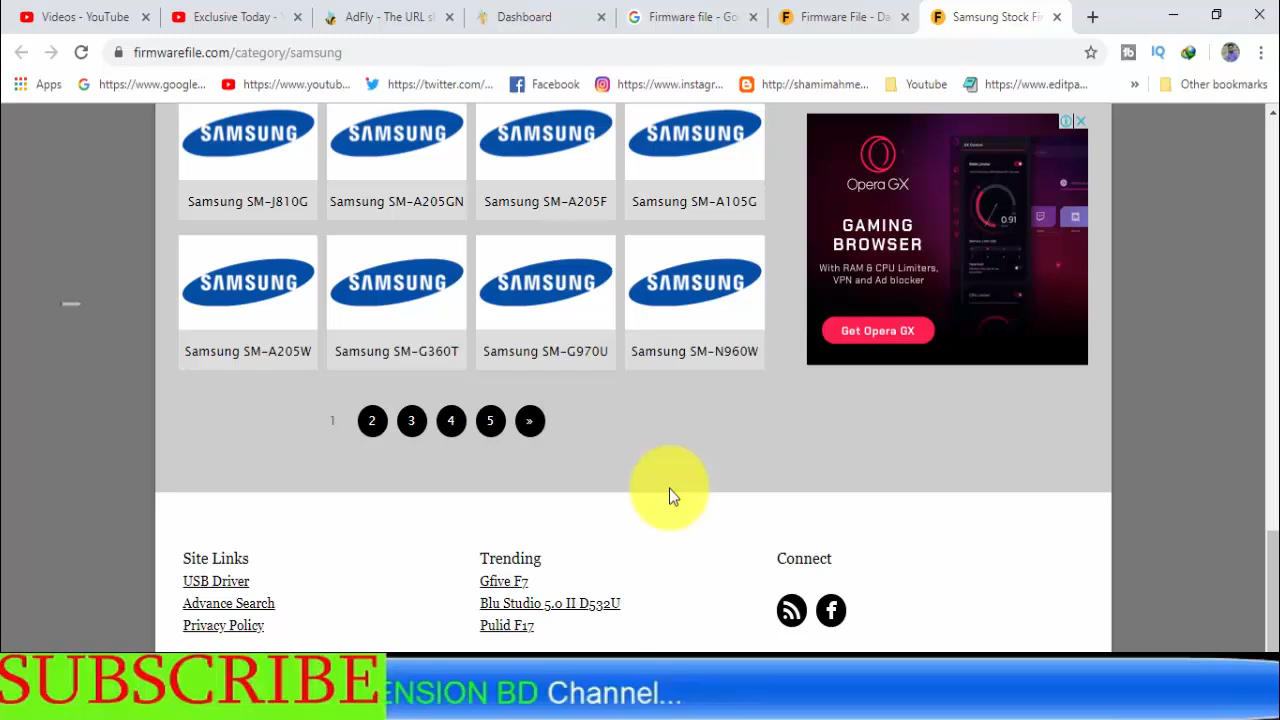 Videos - YouTube
Exclusive Today -
AdFly - The URL s
Dashboard
Firmware file - Go
Firmware File - Da
Samsung Stock Fi
firmwarefile.com/category/samsung
Apps
https://www.google...
https://www.youtub...
https://twitter.com/...
Facebook
https://www.instagr...
http://shamimahme...
Youtube
https://www.editpa...
»
Other bookmarks
SAMSUNG SAMSUNG SAMSUNG SAMSUNG
Samsung SM-J810G Samsung SM-A205GN Samsung SM-A205F Samsung SM-A105G
SAMSUNG SAMSUNG SAMSUNG SAMSUNG
Samsung SM-A205W Samsung SM-G360T Samsung SM-G970U Samsung SM-N960W
Opera GX
GAMING
BROWSER
With RAM & CPU Limiters,
VPN and Ad blocker
Get Opera GX
0.91
1 2 3 4 5 »
Site Links
USB Driver
Advance Search
Privacy Policy
Trending
Gfive F7
Blu Studio 5.0 II D532U
Pulid F17
Connect
SUBSCRIBE
ENSION BD Channel...